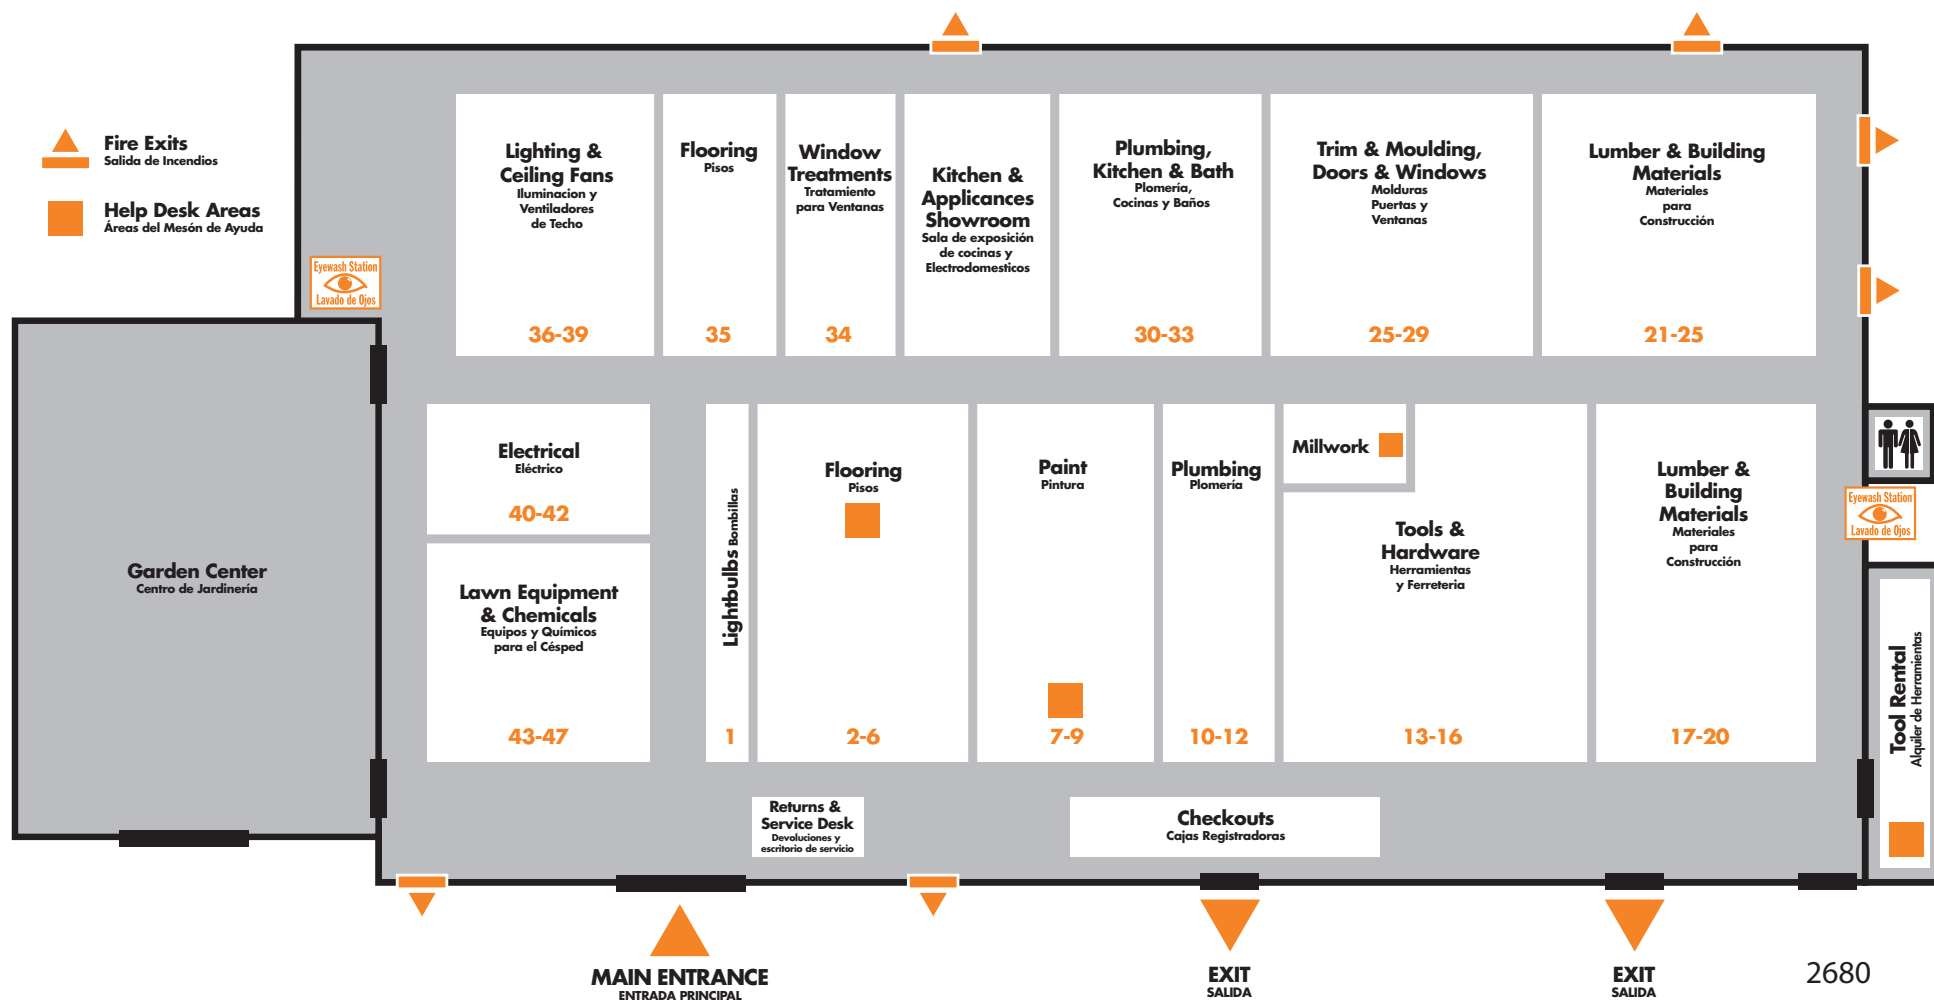 Fire Exits
Salida de Incendios
Help Desk Areas
Áreas del Mesón de Ayuda
Eyewash Station
Lavado de Ojos
Lighting &
Ceiling Fans
Iluminacion y
Ventiladores
de Techo
36-39
Flooring
Pisos
35
Window
Treatments
Tratamiento
para Ventanas
34
Kitchen &
Applicances
Showroom
Sala de exposición
de cocinas y
Electrodomesticos
Plumbing,
Kitchen & Bath
Plomería,
Cocinas y Baños
30-33
Trim & Moulding,
Doors & Windows
Molduras
Puertas y
Ventanas
25-29
Lumber & Building
Materials
Materiales
para
Construcción
21-25
Garden Center
Centro de Jardinería
Electrical
Eléctrico
40-42
Lawn Equipment
& Chemicals
Equipos y Químicos
para el Césped
43-47
Lightbulbs Bombillas
1
Flooring
Pisos
2-6
Paint
Pintura
7-9
Plumbing
Plomería
10-12
Millwork
Tools &
Hardware
Herramientas
y Ferreteria
13-16
Lumber &
Building
Materials
Materiales
para
Construcción
17-20
Eyewash Station
Lavado de Ojos
Tool Rental
Alquiler de Herramientas
Returns &
Service Desk
Devoluciones y
escritorio de servicio
Checkouts
Cajas Registradoras
MAIN ENTRANCE
ENTRADA PRINCIPAL
EXIT
SALIDA
EXIT
SALIDA
2680